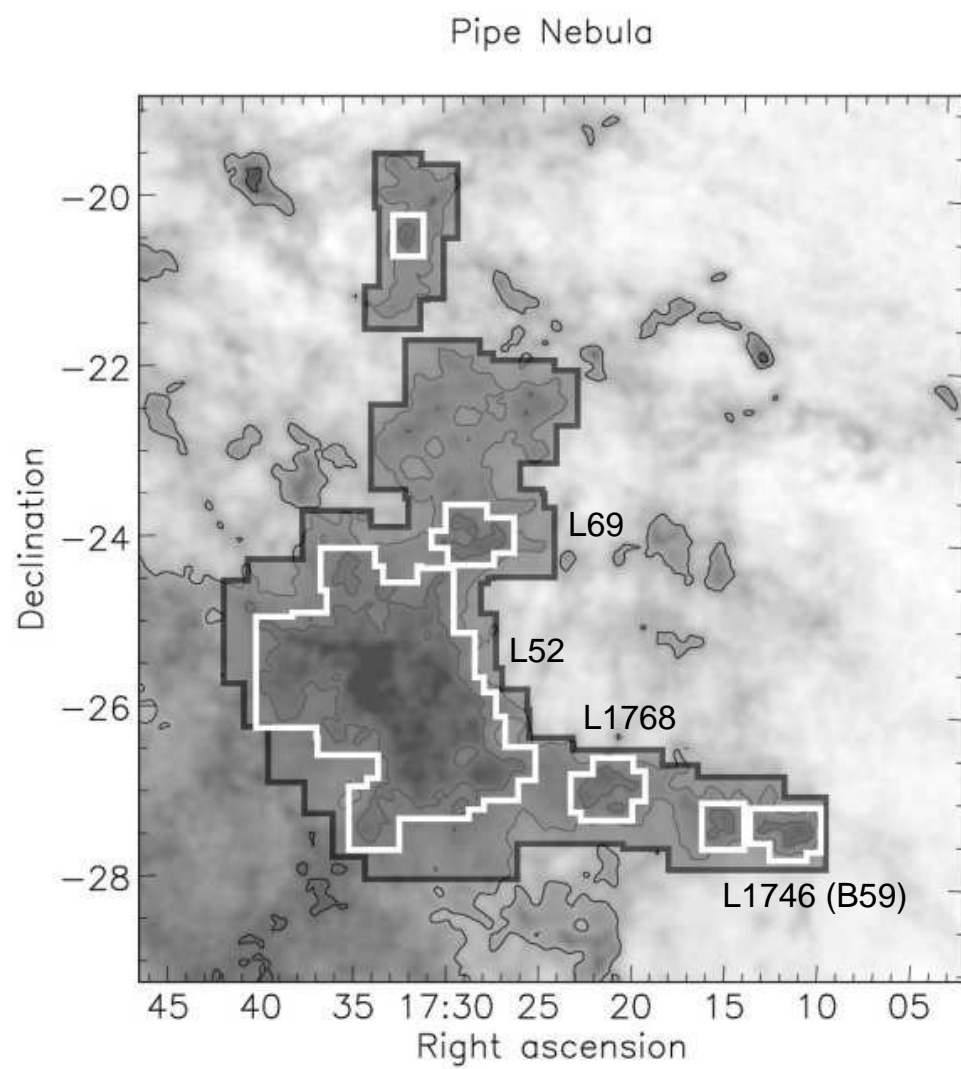 Pipe Nebula
−20
−22
−24
−26
−28
Declination
L69
L52
L1768
L1746 (B59)
45 40 35 17:30 25 20 15 10 05
Right ascension